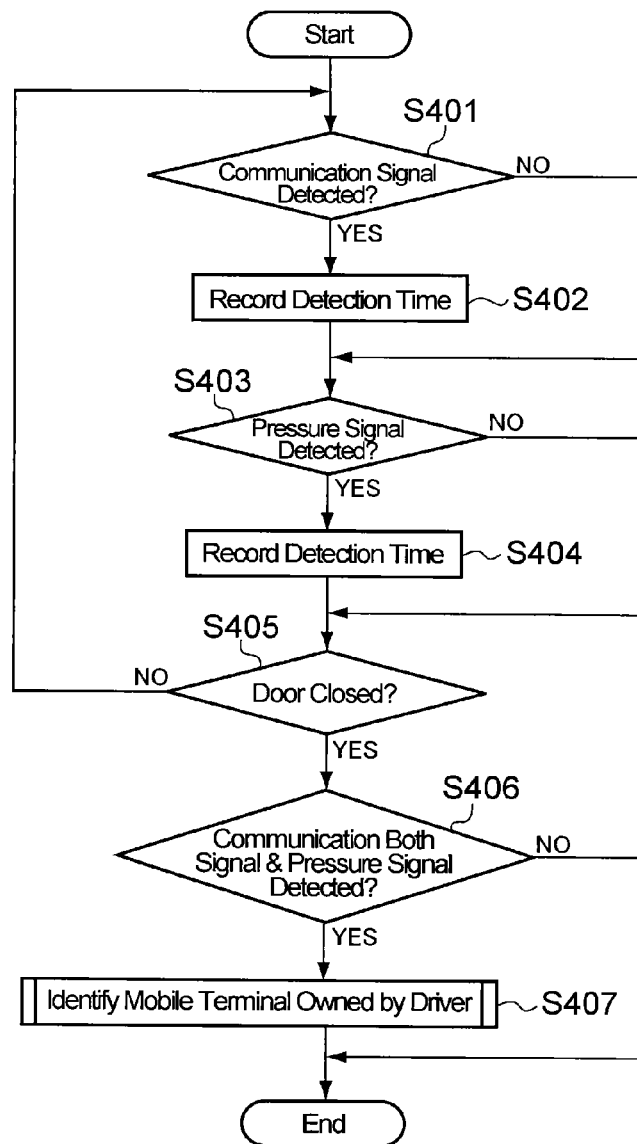 Start
S401
Communication Signal
Detected?
NO
YES
Record Detection Time
S402
S403
Pressure Signal
Detected?
NO
YES
Record Detection Time
S404
S405
NO
Door Closed?
YES
S406
Communication Both
Signal & Pressure Signal
Detected?
NO
YES
Identify Mobile Terminal Owned by Driver
S407
End